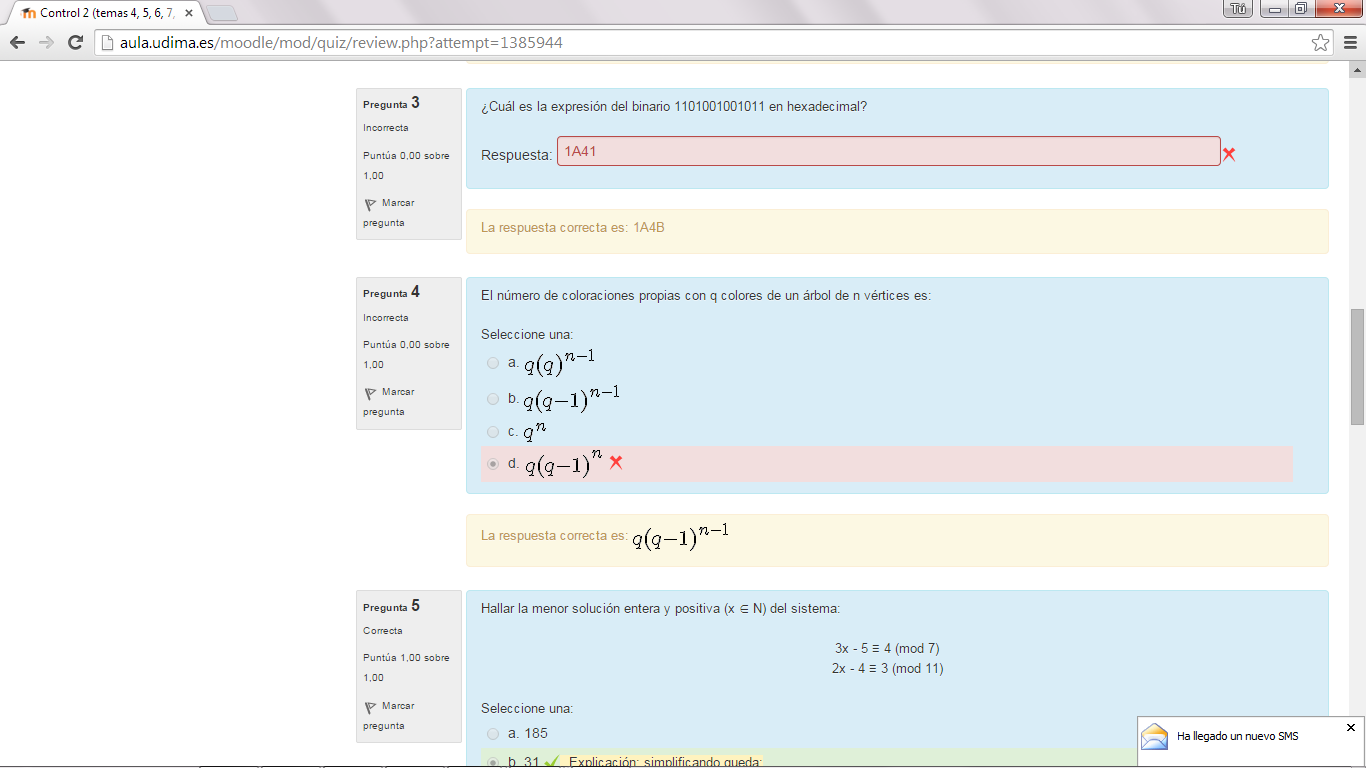 Control 2 (temas 4, 5, 6, 7,
Tú
aula.udima.es/moodle/mod/quiz/review.php?attempt=1385944
Pregunta 3
Incorrecta
Puntúa 0,00 sobre
1,00
Marcar
pregunta
¿Cuál es la expresión del binario 1101001001011 en hexadecimal?
Respuesta: 1A41
La respuesta correcta es: 1A4B
Pregunta 4
Incorrecta
Puntúa 0,00 sobre
1,00
Marcar
pregunta
El número de coloraciones propias con q colores de un árbol de n vértices es:
Seleccione una:
a. q(q)^{n−1}
b. q(q−1)^{n−1}
c. q^n
d. q(q−1)^n
La respuesta correcta es: q(q−1)^{n−1}
Pregunta 5
Correcta
Puntúa 1,00 sobre
1,00
Marcar
pregunta
Hallar la menor solución entera y positiva (x ∈ N) del sistema:
3x - 5 ≡ 4 (mod 7)
2x - 4 ≡ 3 (mod 11)
Seleccione una:
a. 185
b. 31 Explicación: simplificando queda:
Ha llegado un nuevo SMS